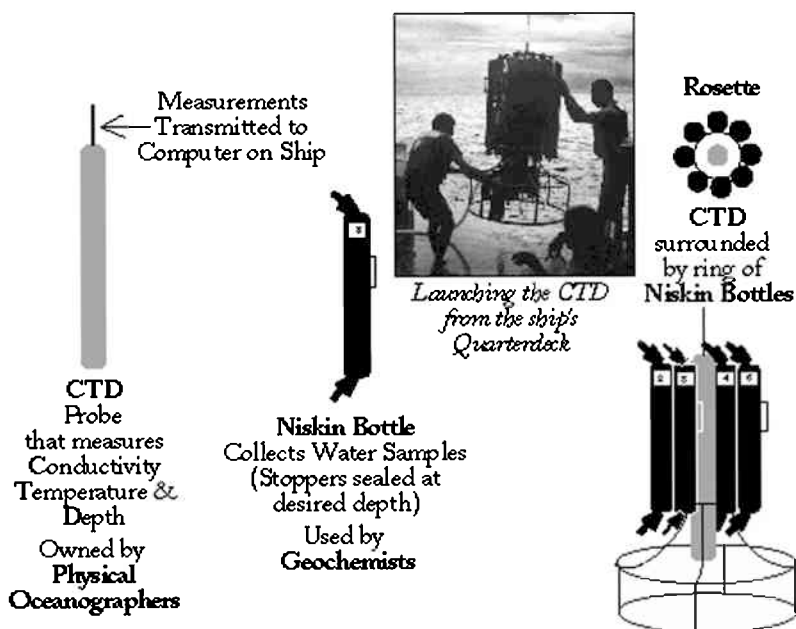 Measurements
Transmitted to
Computer on Ship
CTD
Probe
that measures
Conductivity
Temperature &
Depth
Owned by
Physical
Oceanographers
Niskin Bottle
Collects Water Samples
(Stoppers sealed at
desired depth)
Used by
Geochemists
Launching the CTD
from the ship's
Quarterdeck
Rosette
CTD
surrounded
by ring of
Niskin Bottles
2
4